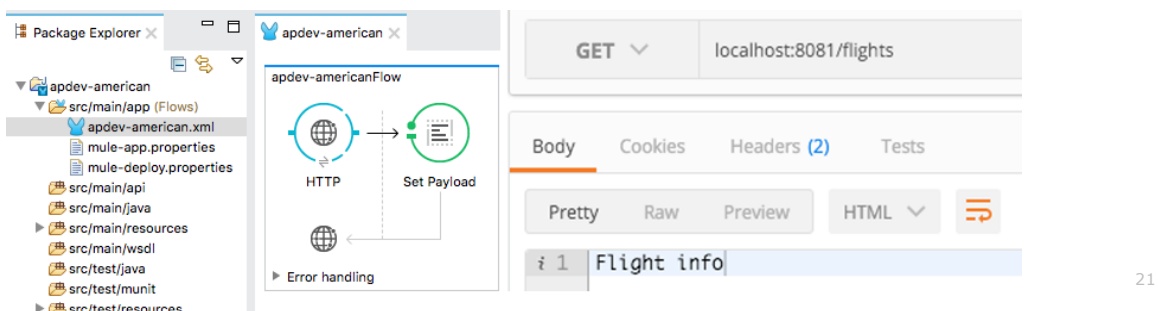 Package Explorer
apdev-american
src/main/app (Flows)
apdev-american.xml
mule-app.properties
mule-deploy.properties
src/main/api
src/main/java
src/main/resources
src/main/wsdl
src/test/java
src/test/munit
src/test/resources
apdev-american
apdev-americanFlow
HTTP
Set Payload
Error handling
GET
localhost:8081/flights
Body Cookies Headers (2) Tests
Pretty Raw Preview HTML
i 1 Flight info
21